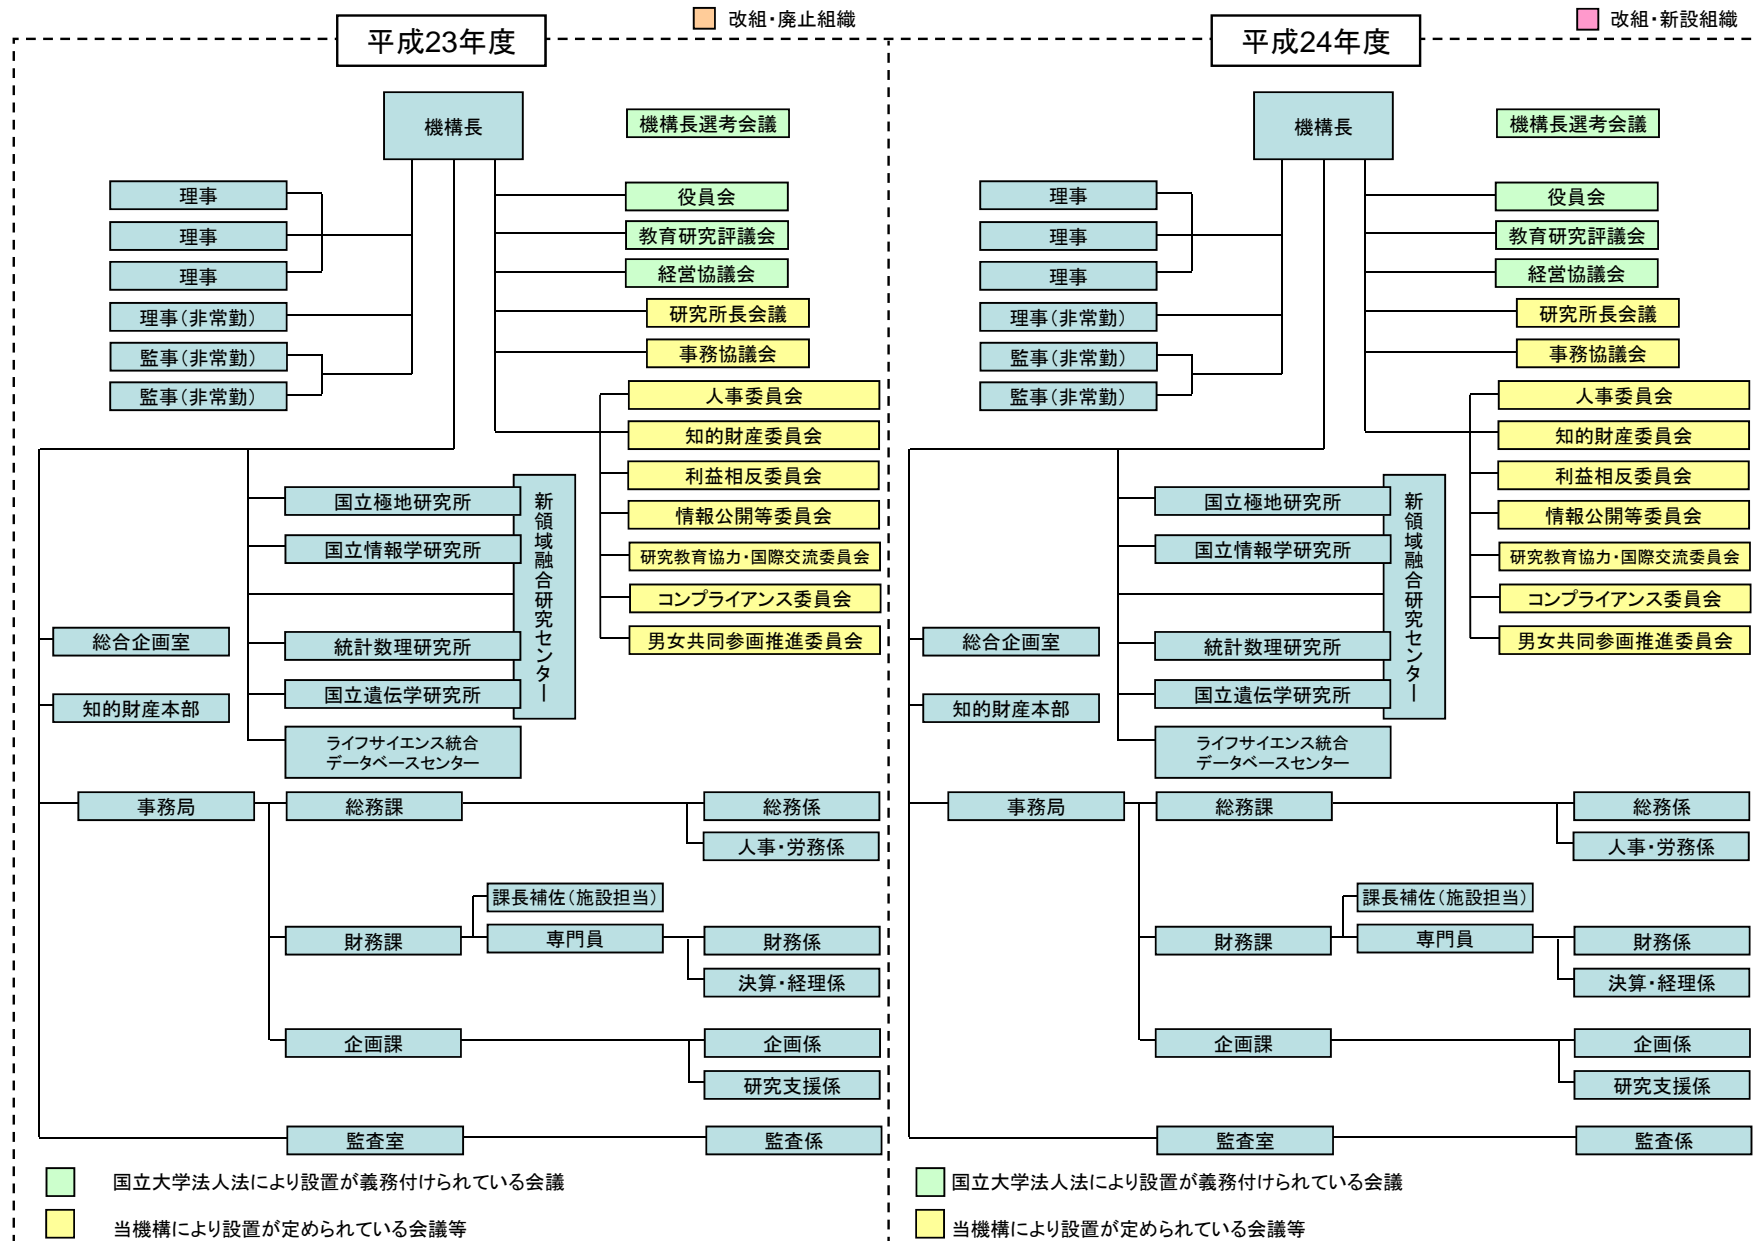 改組・廃止組織
平成23年度
機構長
機構長選考会議
理事
理事
理事
理事(非常勤)
監事(非常勤)
監事(非常勤)
役員会
教育研究評議会
経営協議会
研究所長会議
事務協議会
人事委員会
知的財産委員会
利益相反委員会
情報公開等委員会
研究教育協力・国際交流委員会
コンプライアンス委員会
男女共同参画推進委員会
国立極地研究所
国立情報学研究所
統計数理研究所
国立遺伝学研究所
新領域融合研究センター
ライフサイエンス統合
データベースセンター
総合企画室
知的財産本部
事務局
総務課
総務係
人事・労務係
課長補佐(施設担当)
財務課
専門員
財務係
決算・経理係
企画課
企画係
研究支援係
監査室
監査係
国立大学法人法により設置が義務付けられている会議
当機構により設置が定められている会議等
改組・新設組織
平成24年度
機構長
機構長選考会議
理事
理事
理事
理事(非常勤)
監事(非常勤)
監事(非常勤)
役員会
教育研究評議会
経営協議会
研究所長会議
事務協議会
人事委員会
知的財産委員会
利益相反委員会
情報公開等委員会
研究教育協力・国際交流委員会
コンプライアンス委員会
男女共同参画推進委員会
国立極地研究所
国立情報学研究所
統計数理研究所
国立遺伝学研究所
新領域融合研究センター
ライフサイエンス統合
データベースセンター
総合企画室
知的財産本部
事務局
総務課
総務係
人事・労務係
課長補佐(施設担当)
財務課
専門員
財務係
決算・経理係
企画課
企画係
研究支援係
監査室
監査係
国立大学法人法により設置が義務付けられている会議
当機構により設置が定められている会議等